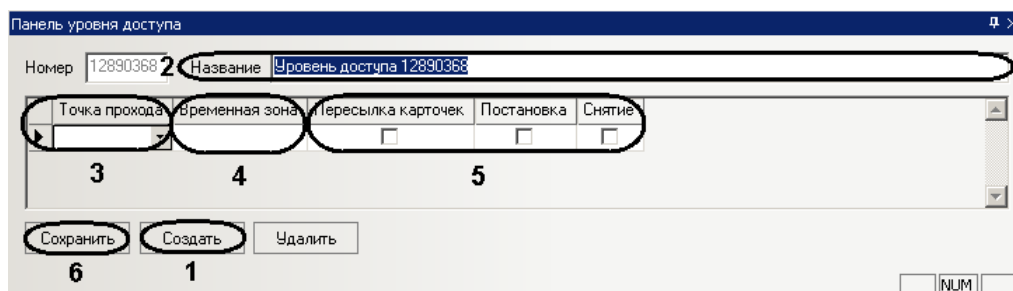 Панель уровня доступа
Номер 12890368 2 Название Уровень доступа 12890368
Точка прохода Временная зона Пересылка карточек Постановка Снятие
3 4 5
Сохранить Создать Удалить
6 1
NUM